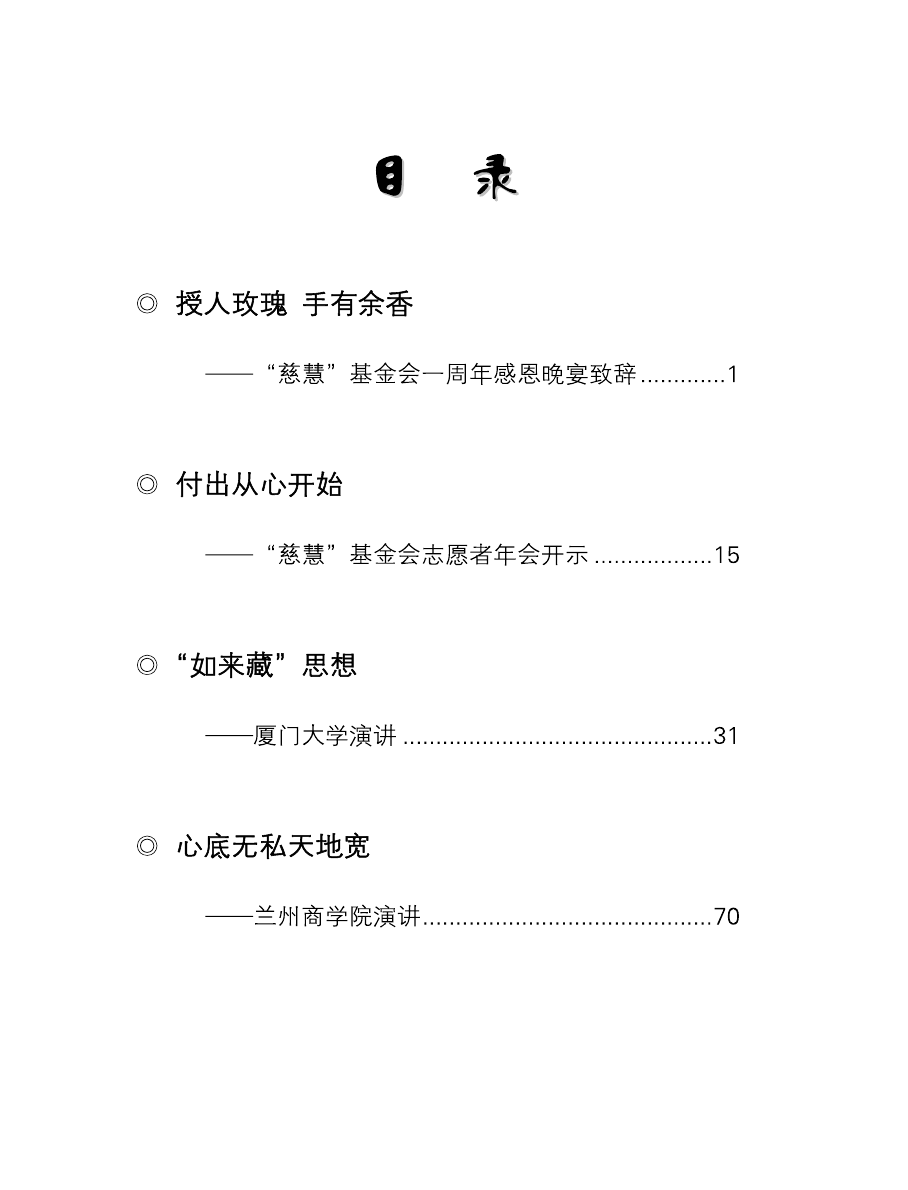 目 录
◎ 授人玫瑰 手有余香
——“慈慧”基金会一周年感恩晚宴致辞.............1
◎ 付出从心开始
——“慈慧”基金会志愿者年会开示..................15
◎ “如来藏”思想
——厦门大学演讲...............................................31
◎ 心底无私天地宽
——兰州商学院演讲............................................70